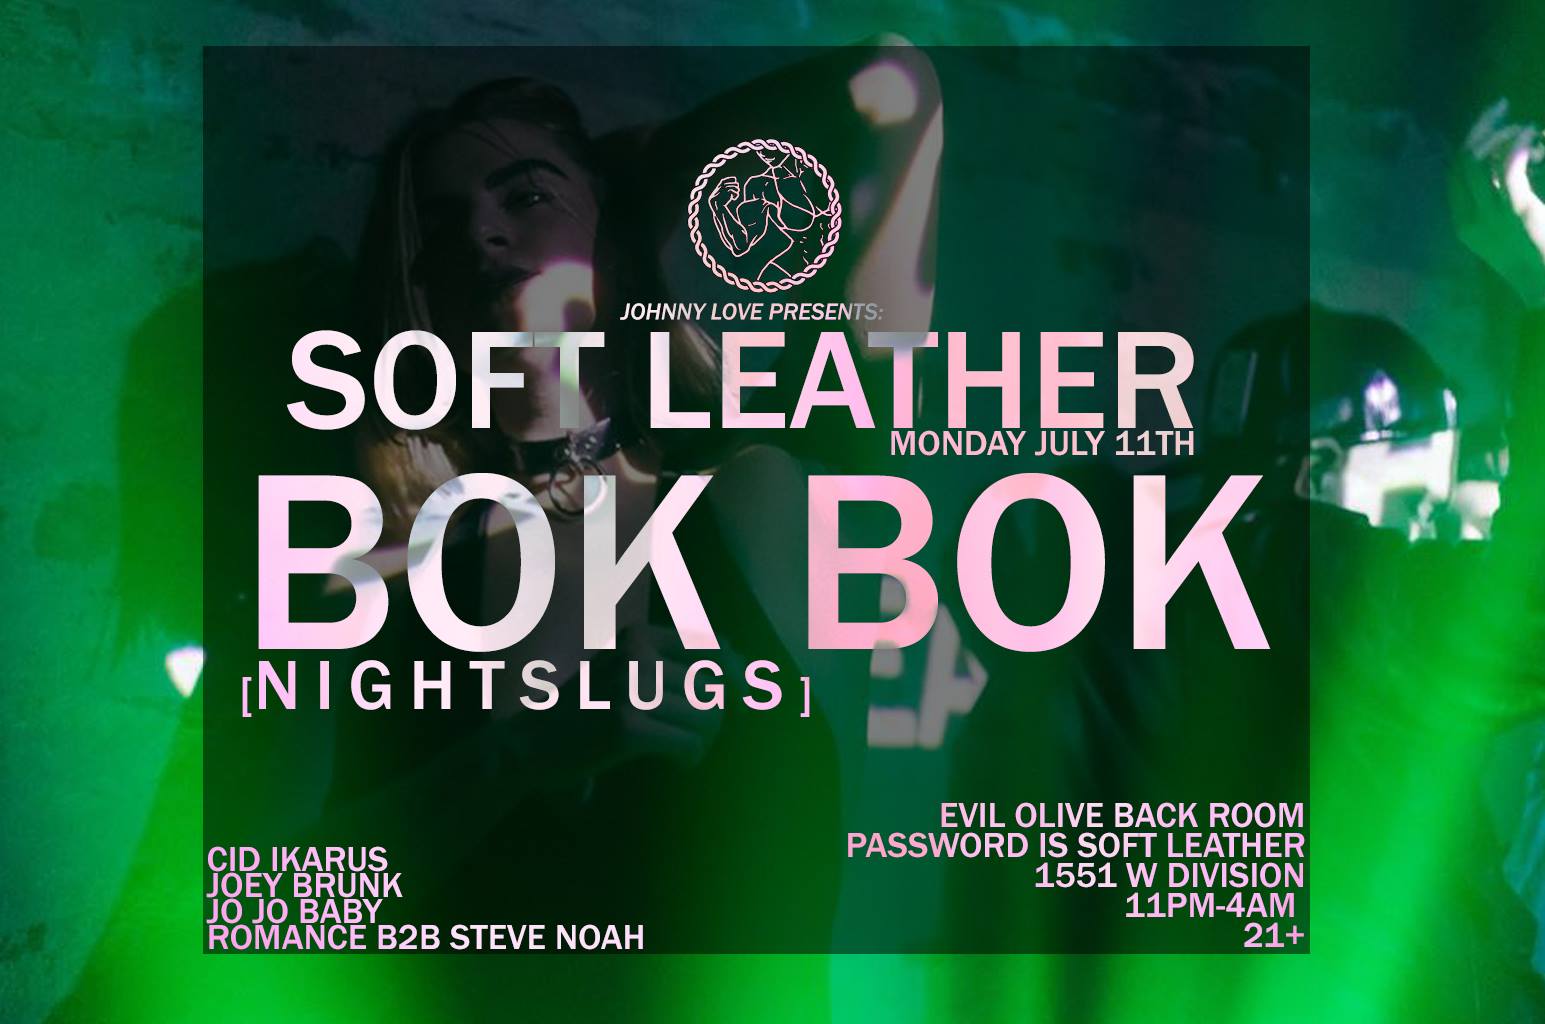 JOHNNY LOVE PRESENTS:
SOFT LEATHER
MONDAY JULY 11TH
BOK BOK
[NIGHTSLUGS]
CID IKARUS
JOEY BRUNK
JO JO BABY
ROMANCE B2B STEVE NOAH
EVIL OLIVE BACK ROOM
PASSWORD IS SOFT LEATHER
1551 W DIVISION
11PM-4AM
21+